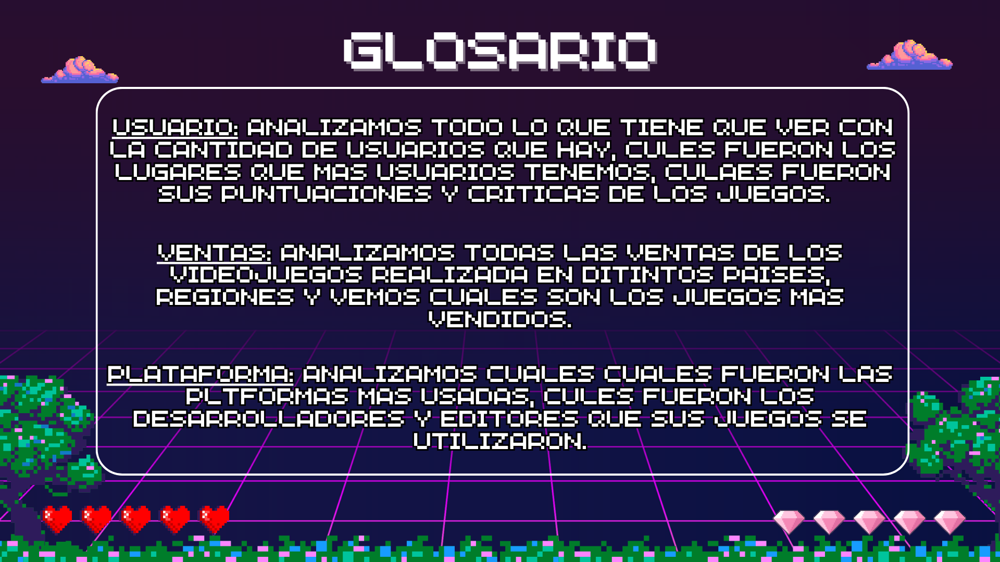 GLOSARIO
USUARIO: ANALIZAMOS TODO LO QUE TIENE QUE VER CON
LA CANTIDAD DE USUARIOS QUE HAY, CULES FUERON LOS
LUGARES QUE MAS USUARIOS TENEMOS, CULAES FUERON
SUS PUNTUACIONES Y CRITICAS DE LOS JUEGOS.
VENTAS: ANALIZAMOS TODAS LAS VENTAS DE LOS
VIDEOJUEGOS REALIZADA EN DITINTOS PAISES,
REGIONES Y VEMOS CUALES SON LOS JUEGOS MAS
VENDIDOS.
PLATAFORMA: ANALIZAMOS CUALES CUALES FUERON LAS
PLTFORMAS MAS USADAS, CULES FUERON LOS
DESARROLLADORES Y EDITORES QUE SUS JUEGOS SE
UTILIZARON.